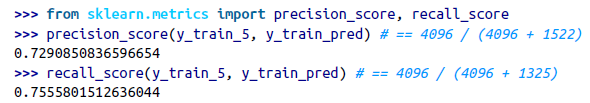 >>> from sklearn.metrics import precision_score, recall_score
>>> precision_score(y_train_5, y_train_pred) # == 4096 / (4096 + 1522)
0.7290850836596654
>>> recall_score(y_train_5, y_train_pred) # == 4096 / (4096 + 1325)
0.7555801512636044